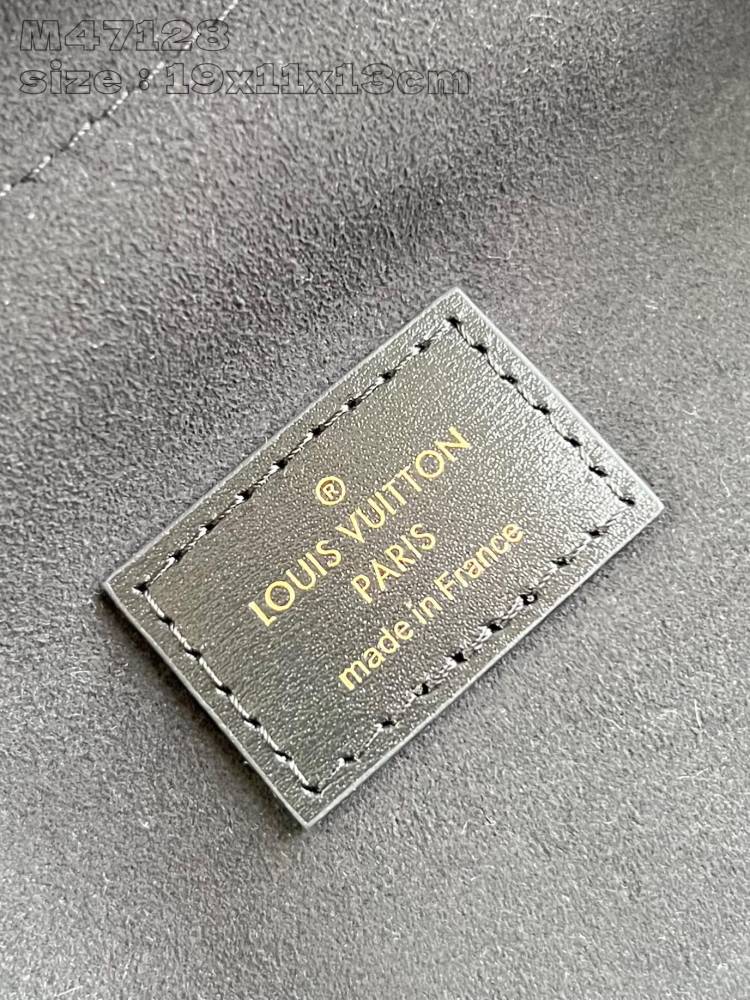 M47128
size : 19x11x13cm
®
LOUIS VUITTON
PARIS
made in France